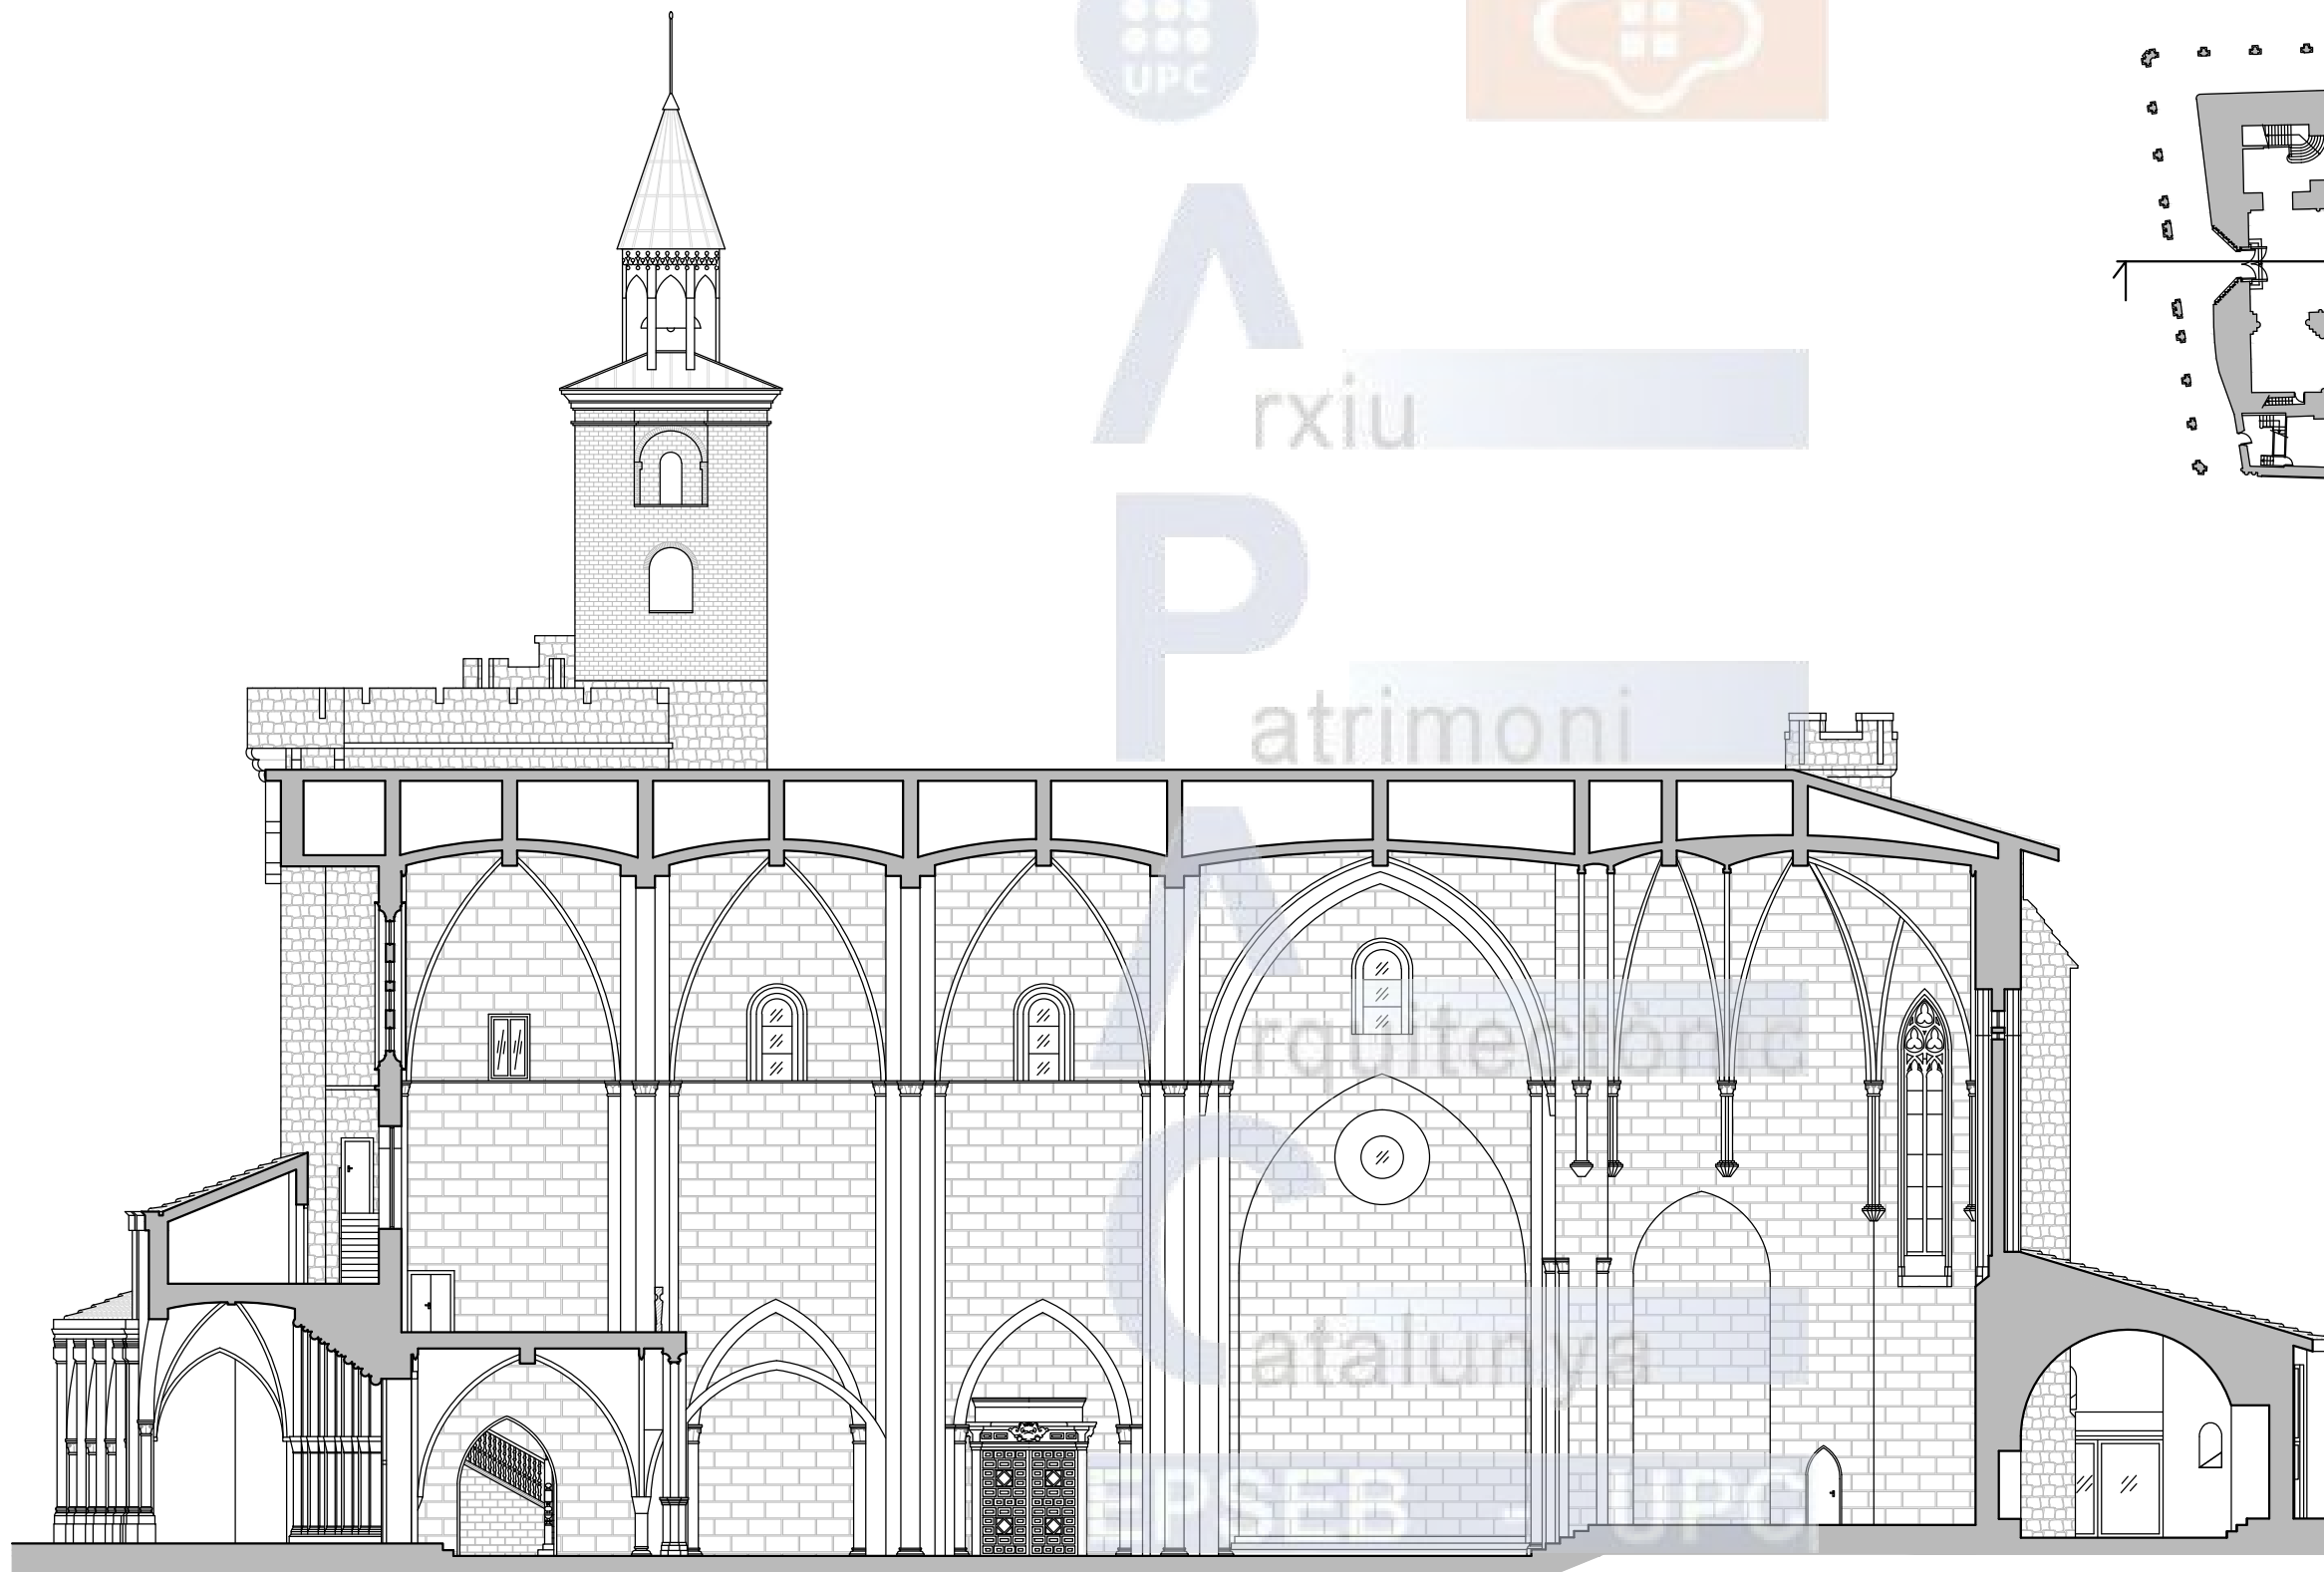 UPC
Arxiu
Patrimoni
Arquitectònic
Catalunya
EPSEB - UPC